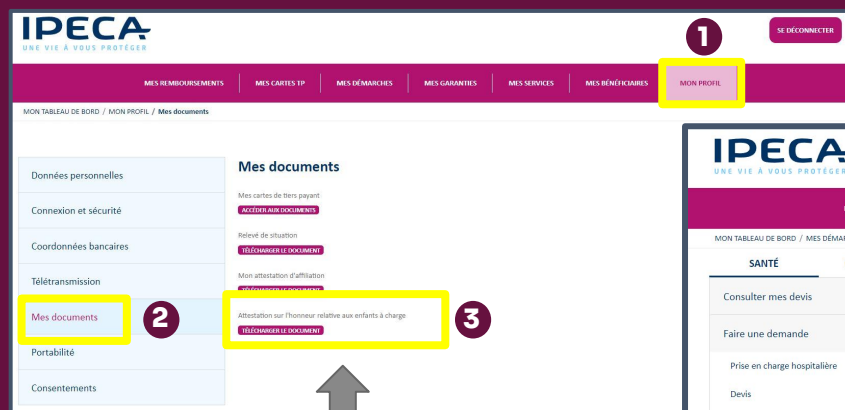 IPECA
UNE VIE À VOUS PROTÉGER
1
SE DÉCONNECTER
MES REMBOURSEMENTS
MES CARTES TP
MES DÉMARCHES
MES GARANTIES
MES SERVICES
MES BÉNÉFICIAIRES
MON PROFIL
MON TABLEAU DE BORD / MON PROFIL / Mes documents
Données personnelles
Connexion et sécurité
Coordonnées bancaires
Télétransmission
Mes documents
2
Portabilité
Consentements
Mes documents
Mes cartes de tiers payant
ACCÉDER AUX DOCUMENTS
Relevé de situation
TÉLÉCHARGER LE DOCUMENT
Mon attestation d'affiliation
TÉLÉCHARGER LE DOCUMENT
Attestation sur l'honneur relative aux enfants à charge
TÉLÉCHARGER LE DOCUMENT
3
IPECA
UNE VIE À VOUS PROTÉGER
MON TABLEAU DE BORD / MES DÉMAR
SANTÉ
Consulter mes devis
Faire une demande
Prise en charge hospitalière
Devis